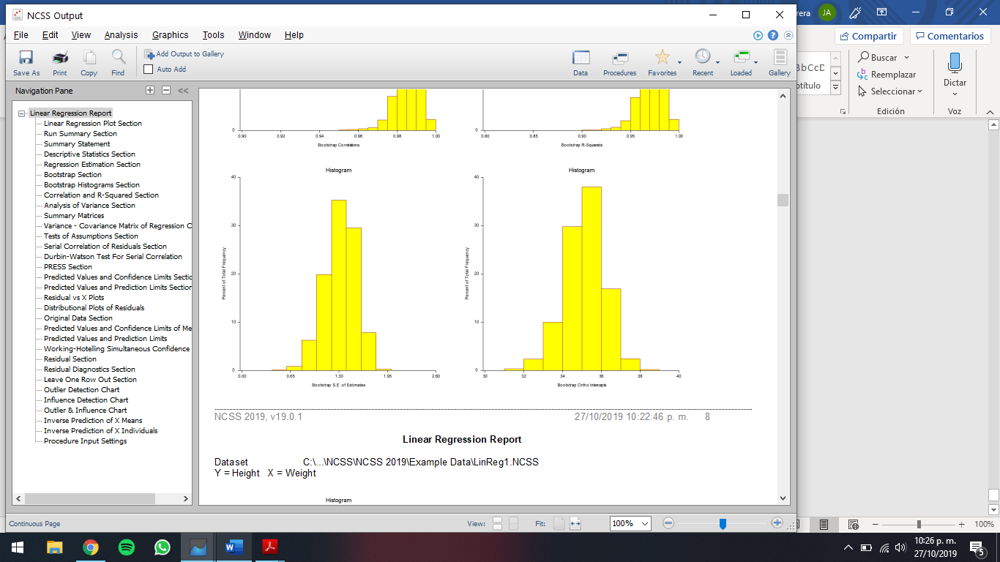 NCSS Output
rera JA
File Edit View Analysis Graphics Tools Window Help
Compartir Comentarios
Save As Print Copy Find
Add Output to Gallery
Auto Add
Data Procedures Favorites Recent Loaded Gallery
BbCcD
btítulo
Buscar
Reemplazar
Seleccionar
Edición
Dictar
Voz
Navigation Pane
Linear Regression Report
Linear Regression Plot Section
Run Summary Section
Summary Statement
Descriptive Statistics Section
Regression Estimation Section
Bootstrap Section
Bootstrap Histograms Section
Correlation and R-Squared Section
Analysis of Variance Section
Summary Matrices
Variance - Covariance Matrix of Regression C
Tests of Assumptions Section
Serial Correlation of Residuals Section
Durbin-Watson Test For Serial Correlation
PRESS Section
Predicted Values and Confidence Limits Sectio
Predicted Values and Prediction Limits Section
Residual vs X Plots
Distributional Plots of Residuals
Original Data Section
Predicted Values and Confidence Limits of Me
Predicted Values and Prediction Limits
Working-Hotelling Simultaneous Confidence
Residual Section
Residual Diagnostics Section
Leave One Row Out Section
Outlier Detection Chart
Influence Detection Chart
Outlier & Influence Chart
Inverse Prediction of X Means
Inverse Prediction of X Individuals
Procedure Input Settings
0
0.90 0.92 0.94 0.96 0.98 1.00
Bootstrap Correlations
0
0.80 0.85 0.90 0.95 1.00
Bootstrap R-Squareds
Histogram
40
30
20
10
0
Percent of Total Frequency
0.00 0.65 1.30 1.95 2.60
Bootstrap S.E. of Estimates
Histogram
40
30
20
10
0
Percent of Total Frequency
30 32 34 36 38 40
Bootstrap Ortho Intercepts
NCSS 2019, v19.0.1 27/10/2019 10:22:46 p. m. 8
Linear Regression Report
Dataset C:\...\NCSS\NCSS 2019\Example Data\LinReg1.NCSS
Y = Height X = Weight
Histogram
Continuous Page
View: Fit: 100%
100%
10:26 p. m.
27/10/2019
5